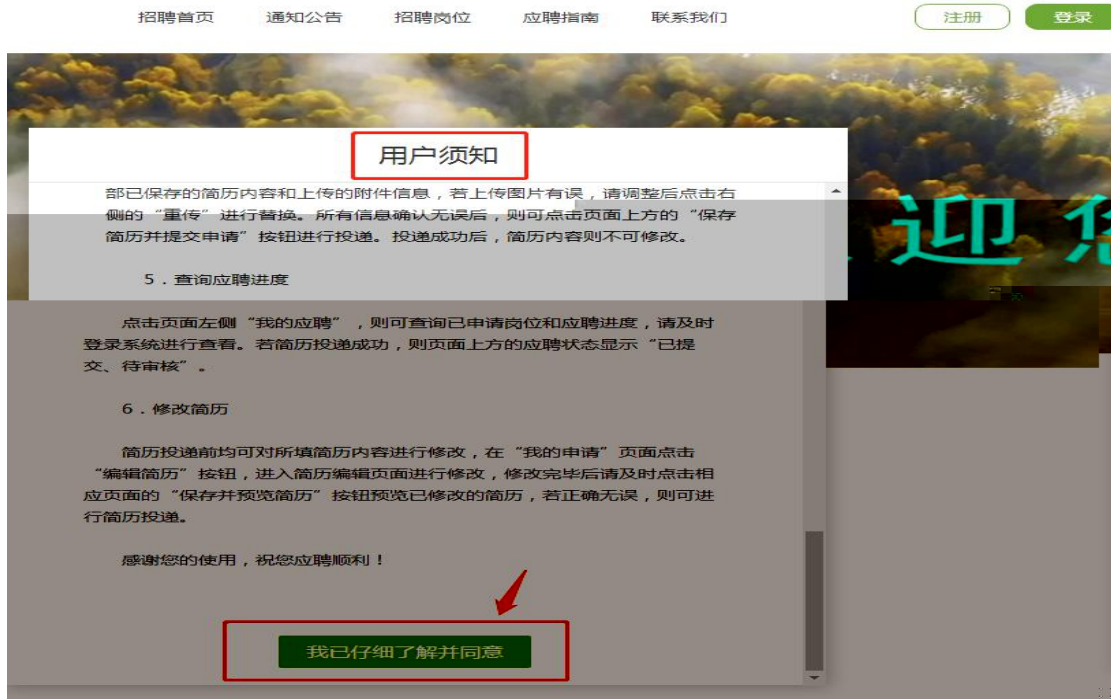 招聘首页 通知公告 招聘岗位 应聘指南 联系我们 注册 登录
用户须知
部已保存的简历内容和上传的附件信息，若上传图片有误，请调整后点击右
侧的“重传”进行替换。所有信息确认无误后，则可点击页面上方的“保存
简历并提交申请”按钮进行投递。投递成功后，简历内容则不可修改。
迎您
5．查询应聘进度
点击页面左侧“我的应聘”，则可查询已申请岗位和应聘进度，请及时
登录系统进行查看。若简历投递成功，则页面上方的应聘状态显示“已提
交、待审核”。
6．修改简历
简历投递前均可对所填简历内容进行修改，在“我的申请”页面点击
“编辑简历”按钮，进入简历编辑页面进行修改，修改完毕后请及时点击相
应页面的“保存并预览简历”按钮预览已修改的简历，若正确无误，则可进
行简历投递。
感谢您的使用，祝您应聘顺利！
我已仔细了解并同意